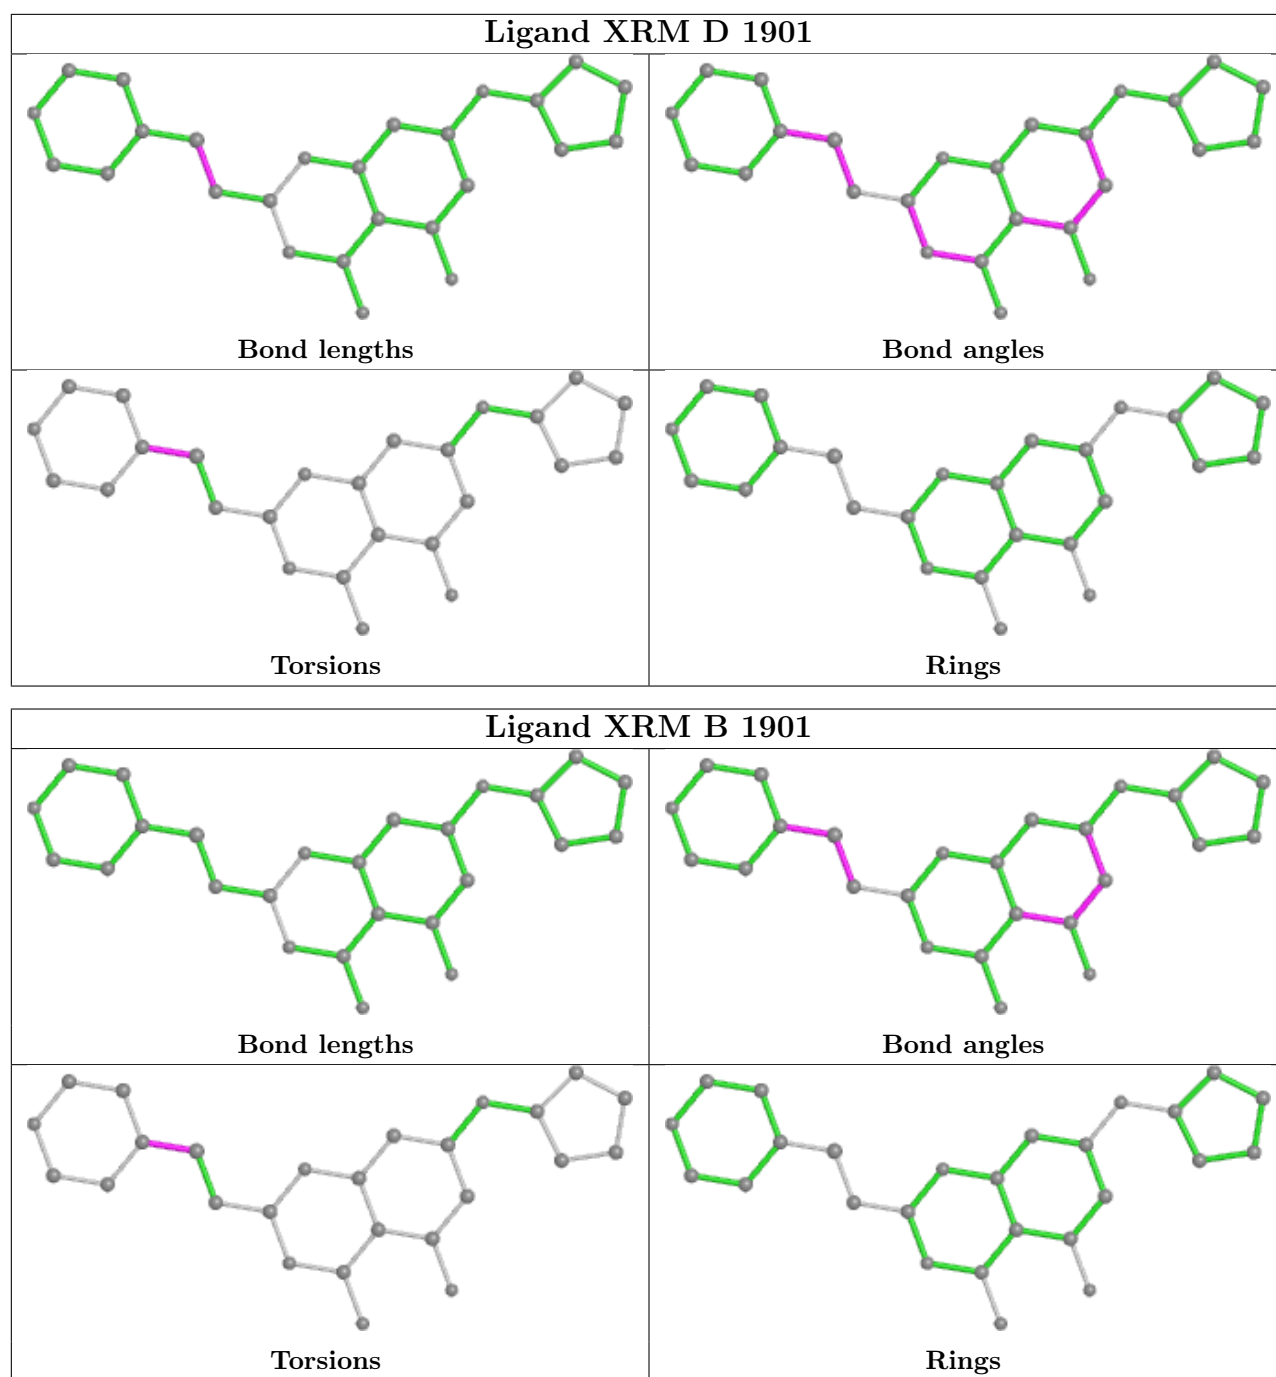 Ligand XRM D 1901
Bond lengths
Bond angles
Torsions
Rings
Ligand XRM B 1901
Bond lengths
Bond angles
Torsions
Rings